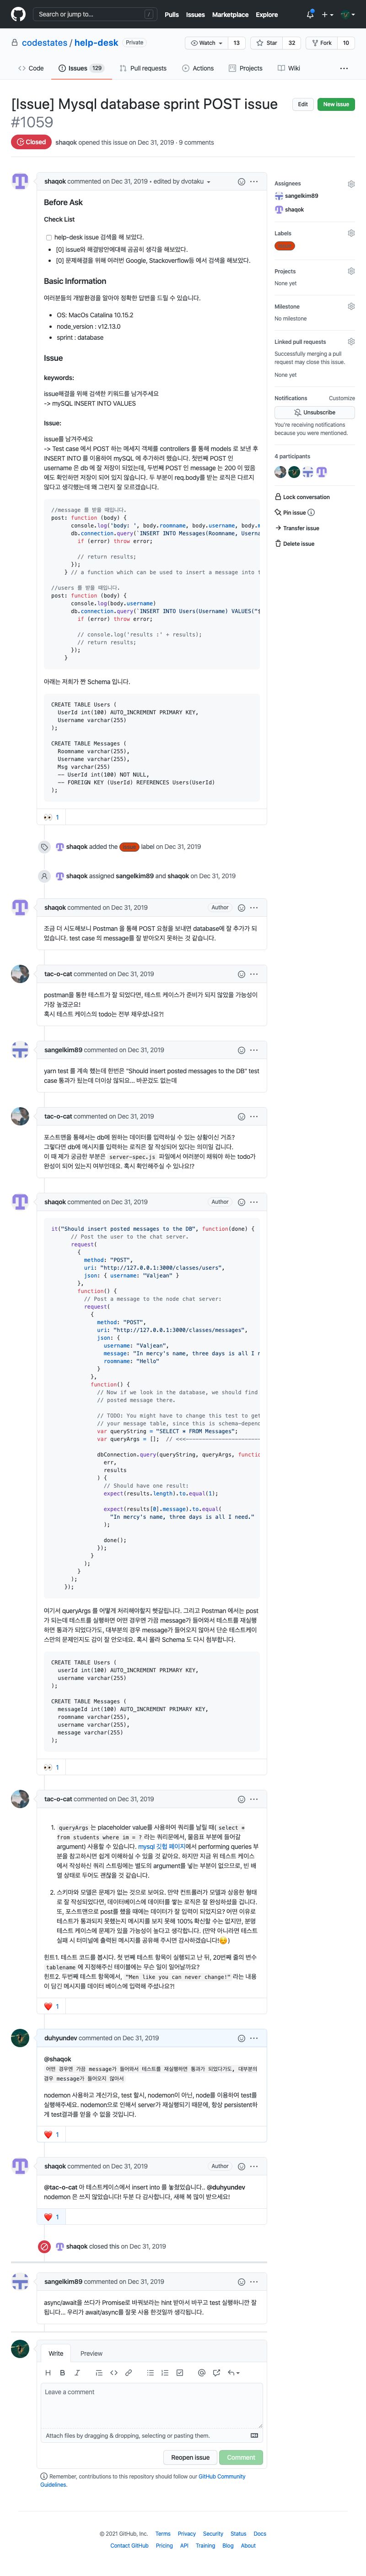 Search or jump to...
/
Pulls Issues Marketplace Explore
codestates / help-desk Private
Watch 13 Star 32 Fork 10
Code Issues 129 Pull requests Actions Projects Wiki
[Issue] Mysql database sprint POST issue
#1059
Edit New issue
Closed shaqok opened this issue on Dec 31, 2019 · 9 comments
shaqok commented on Dec 31, 2019 • edited by dvotaku
Before Ask
Check List
help-desk issue 검색을 해 보았다.
[O] issue와 해결방안에대해 곰곰히 생각을 해보았다.
[O] 문제해결을 위해 여러번 Google, Stackoverflow등 에서 검색을 해보았다.
Basic Information
여러분들의 개발환경을 알아야 정확한 답변을 드릴 수 있습니다.
OS: MacOs Catalina 10.15.2
node_version : v12.13.0
sprint : database
Issue
keywords:
issue해결을 위해 검색한 키워드를 남겨주세요
-> mySQL INSERT INTO VALUES
Issue:
issue를 남겨주세요
-> Test case 에서 POST 하는 메세지 객체를 controllers 를 통해 models 로 보낸 후
INSERT INTO 를 이용하여 mySQL 에 추가하려 했습니다. 첫번째 POST 인
username 은 db 에 잘 저장이 되었는데, 두번째 POST 인 message 는 값이 있음
에도 확인하면 저장이 되어 있지 않습니다. 두 부분이 req.body를 받는 로직은 다르지
않다고 생각했는데 왜 그런지 잘 모르겠습니다.
//message 를 받을 때입니다.
post: function (body) {
console.log('body: ', body.roomname, body.username, body.m
db.connection.query(`INSERT INTO Messages(Roomname, Userna
if (error) throw error;
// return results;
});
} // a function which can be used to insert a message into t
//users 를 받을 때입니다.
post: function (body) {
console.log(body.username)
db.connection.query(`INSERT INTO Users(Username) VALUES("$
if (error) throw error;
// console.log('results :' + results);
// return results;
});
}
아래는 저희가 짠 Schema 입니다.
CREATE TABLE Users (
UserId int(100) AUTO_INCREMENT PRIMARY KEY,
Username varchar(255)
);
CREATE TABLE Messages (
Roomname varchar(255),
Username varchar(255),
Msg varchar(255)
-- UserId int(100) NOT NULL,
-- FOREIGN KEY (UserId) REFERENCES Users(UserId)
);
1
shaqok added the label on Dec 31, 2019
shaqok assigned sangelkim89 and shaqok on Dec 31, 2019
shaqok commented on Dec 31, 2019 Author
조금 더 시도해보니 Postman 을 통해 POST 요청을 보내면 database에 잘 추가가 되
었습니다. test case 의 message를 잘 받아오지 못하는 것 같습니다.
tac-o-cat commented on Dec 31, 2019
postman을 통한 테스트가 잘 되었다면, 테스트 케이스가 준비가 되지 않았을 가능성이
가장 높겠군요!
혹시 테스트 케이스의 todo는 전부 채우셨나요?!
sangelkim89 commented on Dec 31, 2019
yarn test 를 계속 했는데 한번은 "Should insert posted messages to the DB" test
case 통과가 됬는데 더이상 않되요... 바꾼것도 없는데
tac-o-cat commented on Dec 31, 2019
포스트맨을 통해서는 db에 원하는 데이터를 입력하실 수 있는 상황이신 거죠?
그렇다면 db에 메시지를 입력하는 로직은 잘 작성되어 있다는 의미일 겁니다.
이 때 제가 궁금한 부분은 server-spec.js 파일에서 여러분이 채워야 하는 todo가
완성이 되어 있는지 여부인데요. 혹시 확인해주실 수 있나요!?
shaqok commented on Dec 31, 2019 Author
it("Should insert posted messages to the DB", function(done) {
// Post the user to the chat server.
request(
{
method: "POST",
uri: "http://127.0.0.1:3000/classes/users",
json: { username: "Valjean" }
},
function() {
// Post a message to the node chat server:
request(
{
method: "POST",
uri: "http://127.0.0.1:3000/classes/messages",
json: {
username: "Valjean",
message: "In mercy's name, three days is all I n
roomname: "Hello"
}
},
function() {
// Now if we look in the database, we should find
// posted message there.
// TODO: You might have to change this test to get
// your message table, since this is schema-depend
var queryString = "SELECT * FROM Messages";
var queryArgs = []; // <<<----------------------
dbConnection.query(queryString, queryArgs, functio
err,
results
) {
// Should have one result:
expect(results.length).to.equal(1);
expect(results[0].message).to.equal(
"In mercy's name, three days is all I need."
);
done();
});
}
);
}
);
});
여기서 queryArgs 를 어떻게 처리해야할지 헷갈립니다. 그리고 Postman 에서는 post
가 되는데 테스트를 실행하면 어떤 경우엔 가끔 message가 들어와서 테스트를 재실행
하면 통과가 되었다가도, 대부분의 경우 message가 들어오지 않아서 단순 테스트케이
스만의 문제인지도 감이 잘 안오네요. 혹시 몰라 Schema 도 다시 첨부합니다.
CREATE TABLE Users (
userId int(100) AUTO_INCREMENT PRIMARY KEY,
username varchar(255)
);
CREATE TABLE Messages (
messageId int(100) AUTO_INCREMENT PRIMARY KEY,
roomname varchar(255),
username varchar(255),
message varchar(255)
);
1
tac-o-cat commented on Dec 31, 2019
1. queryArgs 는 placeholder value를 사용하여 쿼리를 날릴 때( select *
from students where im = ? 라는 쿼리문에서, 물음표 부분에 들어갈
argument) 사용할 수 있습니다. mysql 깃헙 페이지에서 performing queries 부
분을 참고하시면 쉽게 이해하실 수 있을 것 같아요. 하지만 지금 위 테스트 케이스
에서 작성하신 쿼리 스트링에는 별도의 argument를 넣는 부분이 없으므로, 빈 배
열 상태로 두어도 괜찮을 것 같습니다.
2. 스키마와 모델은 문제가 없는 것으로 보여요. 만약 컨트롤러가 모델과 상응한 형태
로 잘 작성되었다면, 데이터베이스에 데이터를 쌓는 로직은 잘 완성하셨을 겁니다.
또, 포스트맨으로 post를 했을 때에는 데이터가 잘 입력이 되었지요? 어떤 이유로
테스트가 통과되지 못했는지 메시지를 보지 못해 100% 확신할 수는 없지만, 분명
테스트 케이스에 문제가 있을 가능성이 높다고 생각합니다. (만약 아니라면 테스트
실패 시 터미널에 출력된 메시지를 공유해 주시면 감사하겠습니다!)
힌트1. 테스트 코드를 봅시다. 첫 번째 테스트 항목이 실행되고 난 뒤, 20번째 줄의 변수
tablename 에 지정해주신 테이블에는 무슨 일이 일어날까요?
힌트2. 두번째 테스트 항목에서, "Men like you can never change!" 라는 내용
이 담긴 메시지를 데이터 베이스에 입력해 주셨나요?!
1
duhyundev commented on Dec 31, 2019
@shaqok
어떤 경우엔 가끔 message가 들어와서 테스트를 재실행하면 통과가 되었다가도, 대부분의
경우 message가 들어오지 않아서
nodemon 사용하고 계신가요, test 할시, nodemon이 아닌, node를 이용하여 test를
실행해주세요. nodemon으로 인해서 server가 재실행되기 때문에, 항상 persistent하
게 test결과를 얻을 수 없을 것입니다.
1
shaqok commented on Dec 31, 2019 Author
@tac-o-cat 아 테스트케이스에서 insert into 를 놓쳤었습니다.. @duhyundev
nodemon 은 쓰지 않았습니다! 두분 다 감사합니다, 새해 복 많이 받으세요!
1
shaqok closed this on Dec 31, 2019
sangelkim89 commented on Dec 31, 2019
async/await을 쓰다가 Promise로 바꿔보라는 hint 받아서 바꾸고 test 실행하니깐 잘
됩니다... 우리가 await/async를 잘못 사용 한것일까 생각됩니다.
Write Preview
Leave a comment
Attach files by dragging & dropping, selecting or pasting them.
Reopen issue Comment
Remember, contributions to this repository should follow our GitHub Community
Guidelines.
Assignees
sangelkim89
shaqok
Labels
Projects
None yet
Milestone
No milestone
Linked pull requests
Successfully merging a pull
request may close this issue.
None yet
Notifications Customize
Unsubscribe
You're receiving notifications
because you were mentioned.
4 participants
Lock conversation
Pin issue
Transfer issue
Delete issue
© 2021 GitHub, Inc. Terms Privacy Security Status Docs
Contact GitHub Pricing API Training Blog About